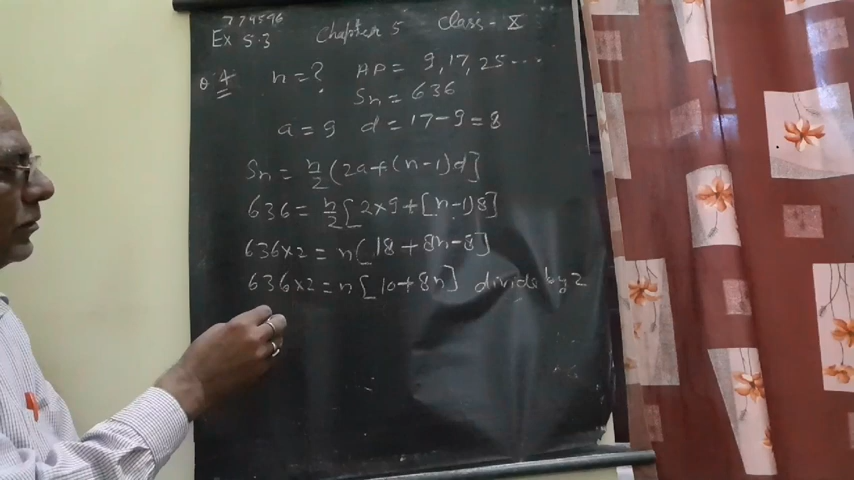 729596
Ex 5.3 Chapter 5 Class - X
Q. 4 n = ? AP = 9, 17, 25 ...
Sn = 636
a = 9 d = 17 - 9 = 8
Sn = n/2 (2a + (n - 1) d]
636 = n/2 [2 × 9 + [n - 1) 8]
636 × 2 = n ( 18 + 8n - 8]
636 × 2 = n [ 10 + 8n ] divide by 2